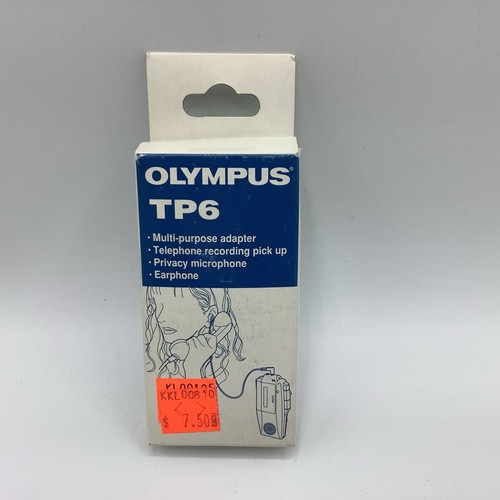 OLYMPUS®
TP6
· Multi-purpose adapter
· Telephone recording pick up
· Privacy microphone
· Earphone
KKL00810
$ 7.50